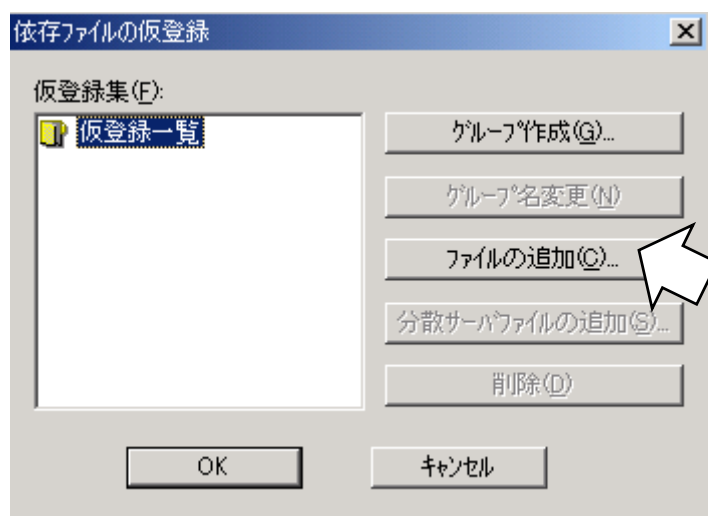 依存ファイルの仮登録
仮登録集(F):
仮登録一覧
グループ作成(G)...
グループ名変更(N)
ファイルの追加(C)...
分散サーバファイルの追加(S)...
削除(D)
OK
キャンセル